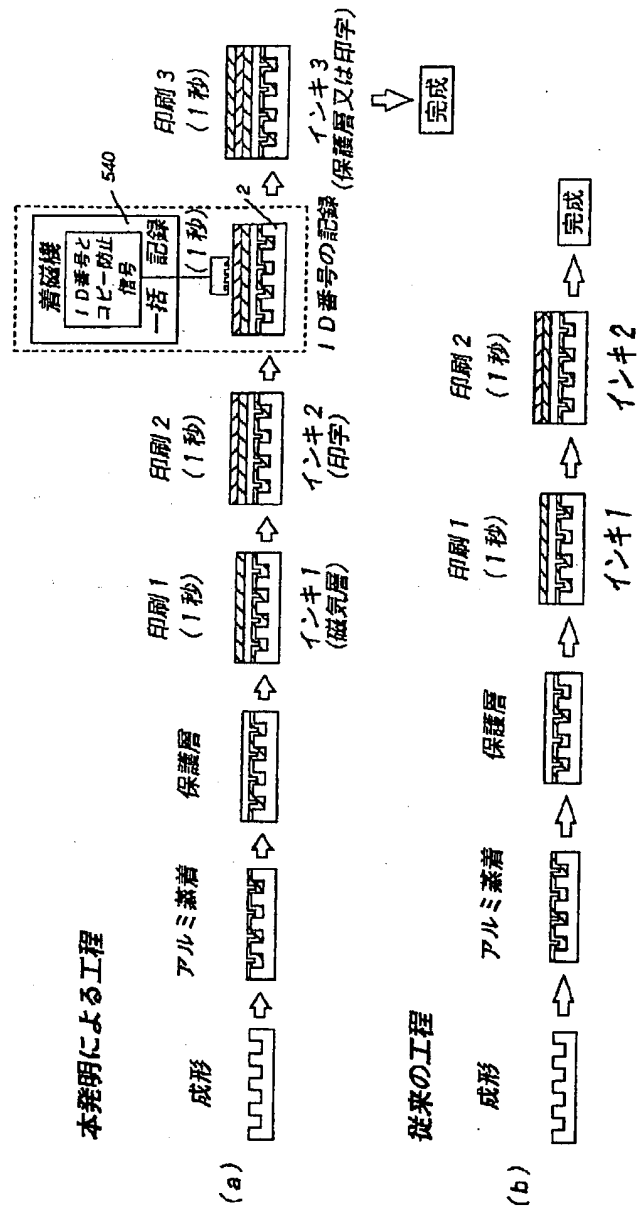 本発明による工程
(a)
成形
アルミ蒸着
保護層
印刷1
(1秒)
インキ1
(磁気層)
印刷2
(1秒)
インキ2
(印字)
540
着磁機
ID番号と
コピー防止
信号
一括 記録
(1秒)
2
ID番号の記録
印刷3
(1秒)
インキ3
(保護層又は印字)
完成
従来の工程
(b)
成形
アルミ蒸着
保護層
印刷1
(1秒)
インキ1
印刷2
(1秒)
インキ2
完成